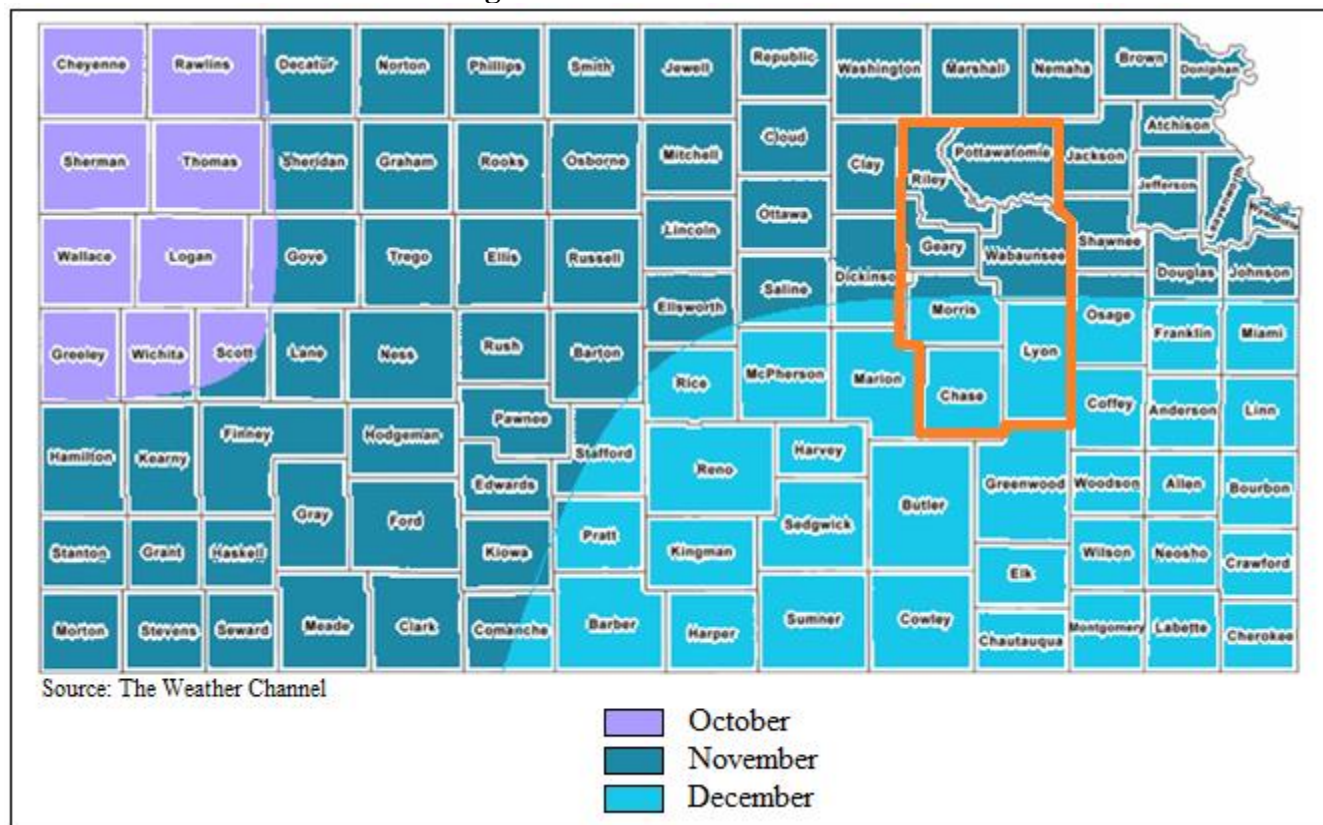 Cheyenne Rawlins Decatur Norton Phillips Smith Jewell Republic Washington Marshall Nemaha Brown Doniphan
Sherman Thomas Sheridan Graham Rooks Osborne Mitchell Cloud Clay Riley Pottawatomie Jackson Atchison
Jefferson Leavenworth Wyandotte
Wallace Logan Gove Trego Ellis Russell Lincoln Ottawa Dickinson Geary Wabaunsee Shawnee Douglas Johnson
Ellsworth Saline Morris Osage Franklin Miami
Greeley Wichita Scott Lane Ness Rush Barton Rice McPherson Marion Chase Lyon
Coffey Anderson Linn
Hamilton Kearny Finney Hodgeman Pawnee Stafford Reno Harvey
Edwards Butler Greenwood Woodson Allen Bourbon
Gray Ford Pratt Kingman Sedgwick
Stanton Grant Haskell Kiowa Elk Wilson Neosho Crawford
Morton Stevens Seward Meade Clark Comanche Barber Harper Sumner Cowley Chautauqua Montgomery Labette Cherokee
Source: The Weather Channel
October
November
December